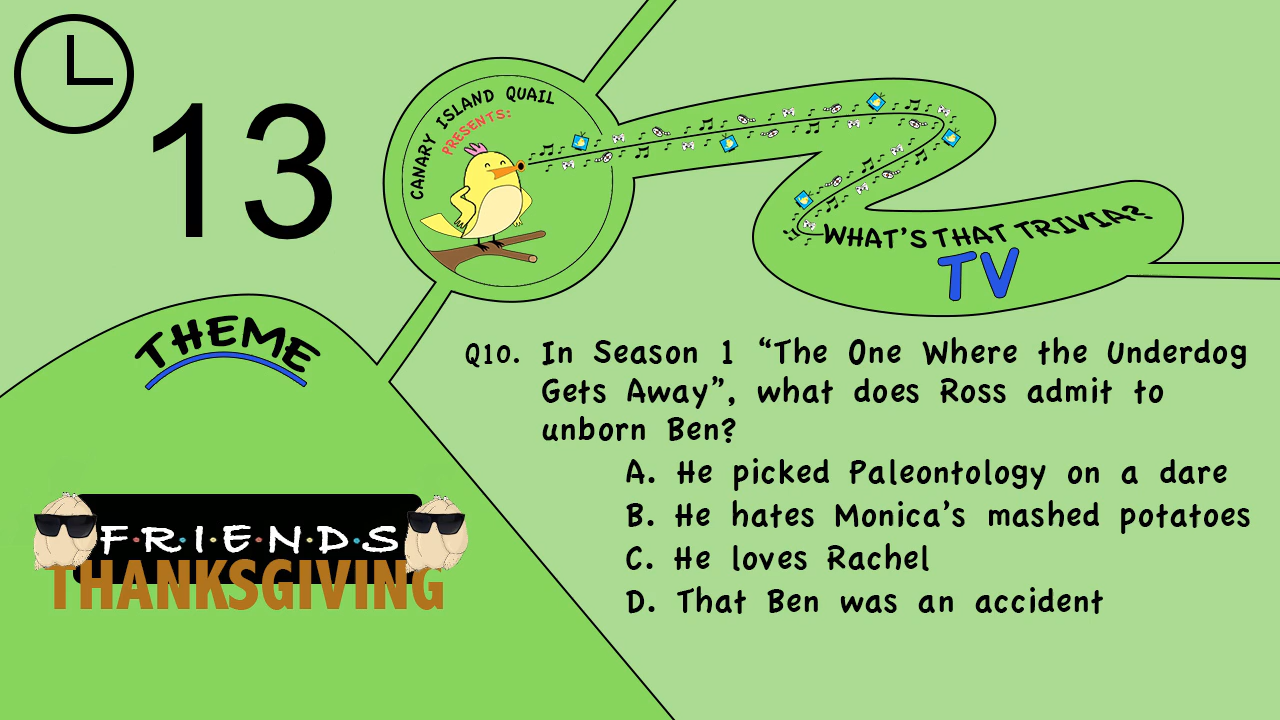 13
CANARY ISLAND QUAIL
PRESENTS:
WHAT'S THAT TRIVIA?
TV
THEME
F·R·I·E·N·D·S
THANKSGIVING
Q10. In Season 1 “The One Where the Underdog
Gets Away”, what does Ross admit to
unborn Ben?
A. He picked Paleontology on a dare
B. He hates Monica’s mashed potatoes
C. He loves Rachel
D. That Ben was an accident